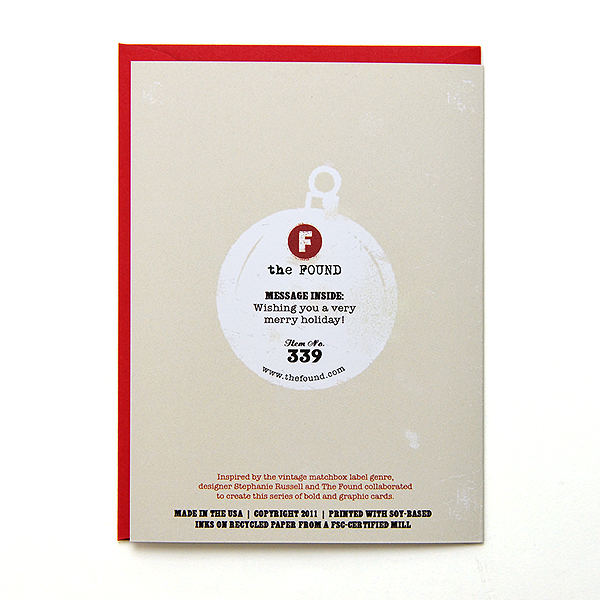 F
the FOUND
MESSAGE INSIDE:
Wishing you a very
merry holiday!
Item No.
339
www.thefound.com
Inspired by the vintage matchbox label genre,
designer Stephanie Russell and The Found collaborated
to create this series of bold and graphic cards.
MADE IN THE USA | COPYRIGHT 2011 | PRINTED WITH SOY-BASED
INKS ON RECYCLED PAPER FROM A FSC-CERTIFIED MILL